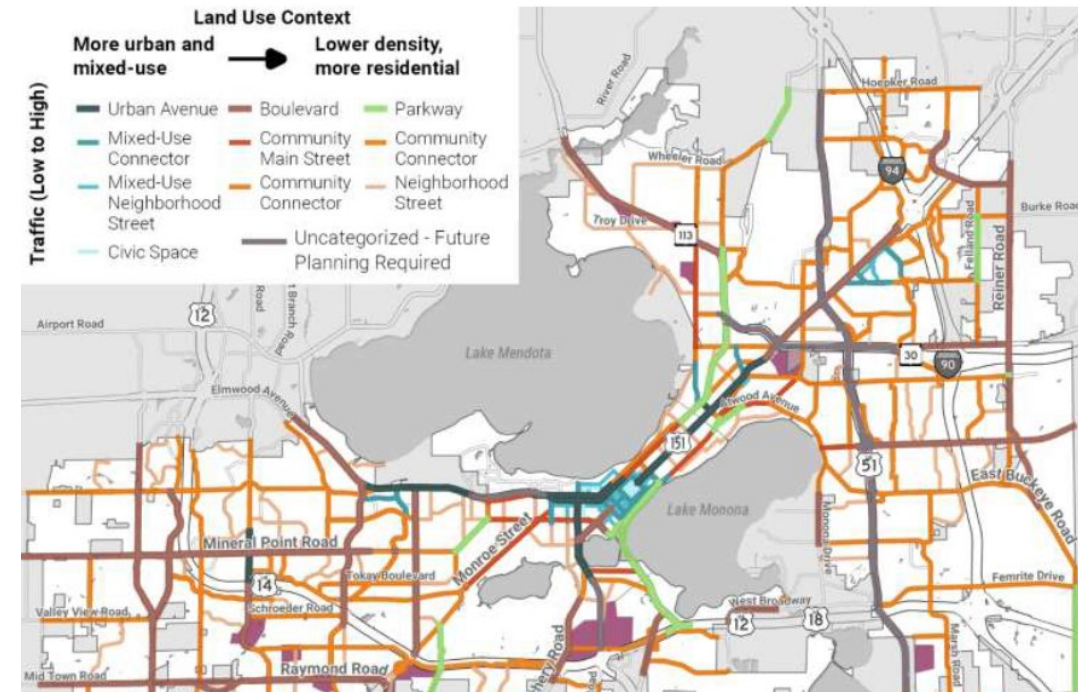 Land Use Context
More urban and
mixed-use
Lower density,
more residential
Traffic (Low to High)
Urban Avenue
Boulevard
Parkway
Mixed-Use
Connector
Community
Main Street
Community
Connector
Mixed-Use
Neighborhood
Street
Community
Connector
Neighborhood
Street
Civic Space
Uncategorized - Future
Planning Required
River Road
Hoepker Road
Wheeler Road
94
Troy Drive
113
Burke Road
Felland Road
Reiner Road
12
Road
Branch Road
Airport Road
Lake Mendota
30
90
Elmwood Avenue
Atwood Avenue
151
51
East Buckeye Road
Lake Monona
Monona Drive
Monroe Street
Mineral Point Road
Tokay Boulevard
14
Femrite Drive
Schroeder Road
Valley View Road
West Broadway
12
18
Raymond Road
Mid Town Road
Marsh Road